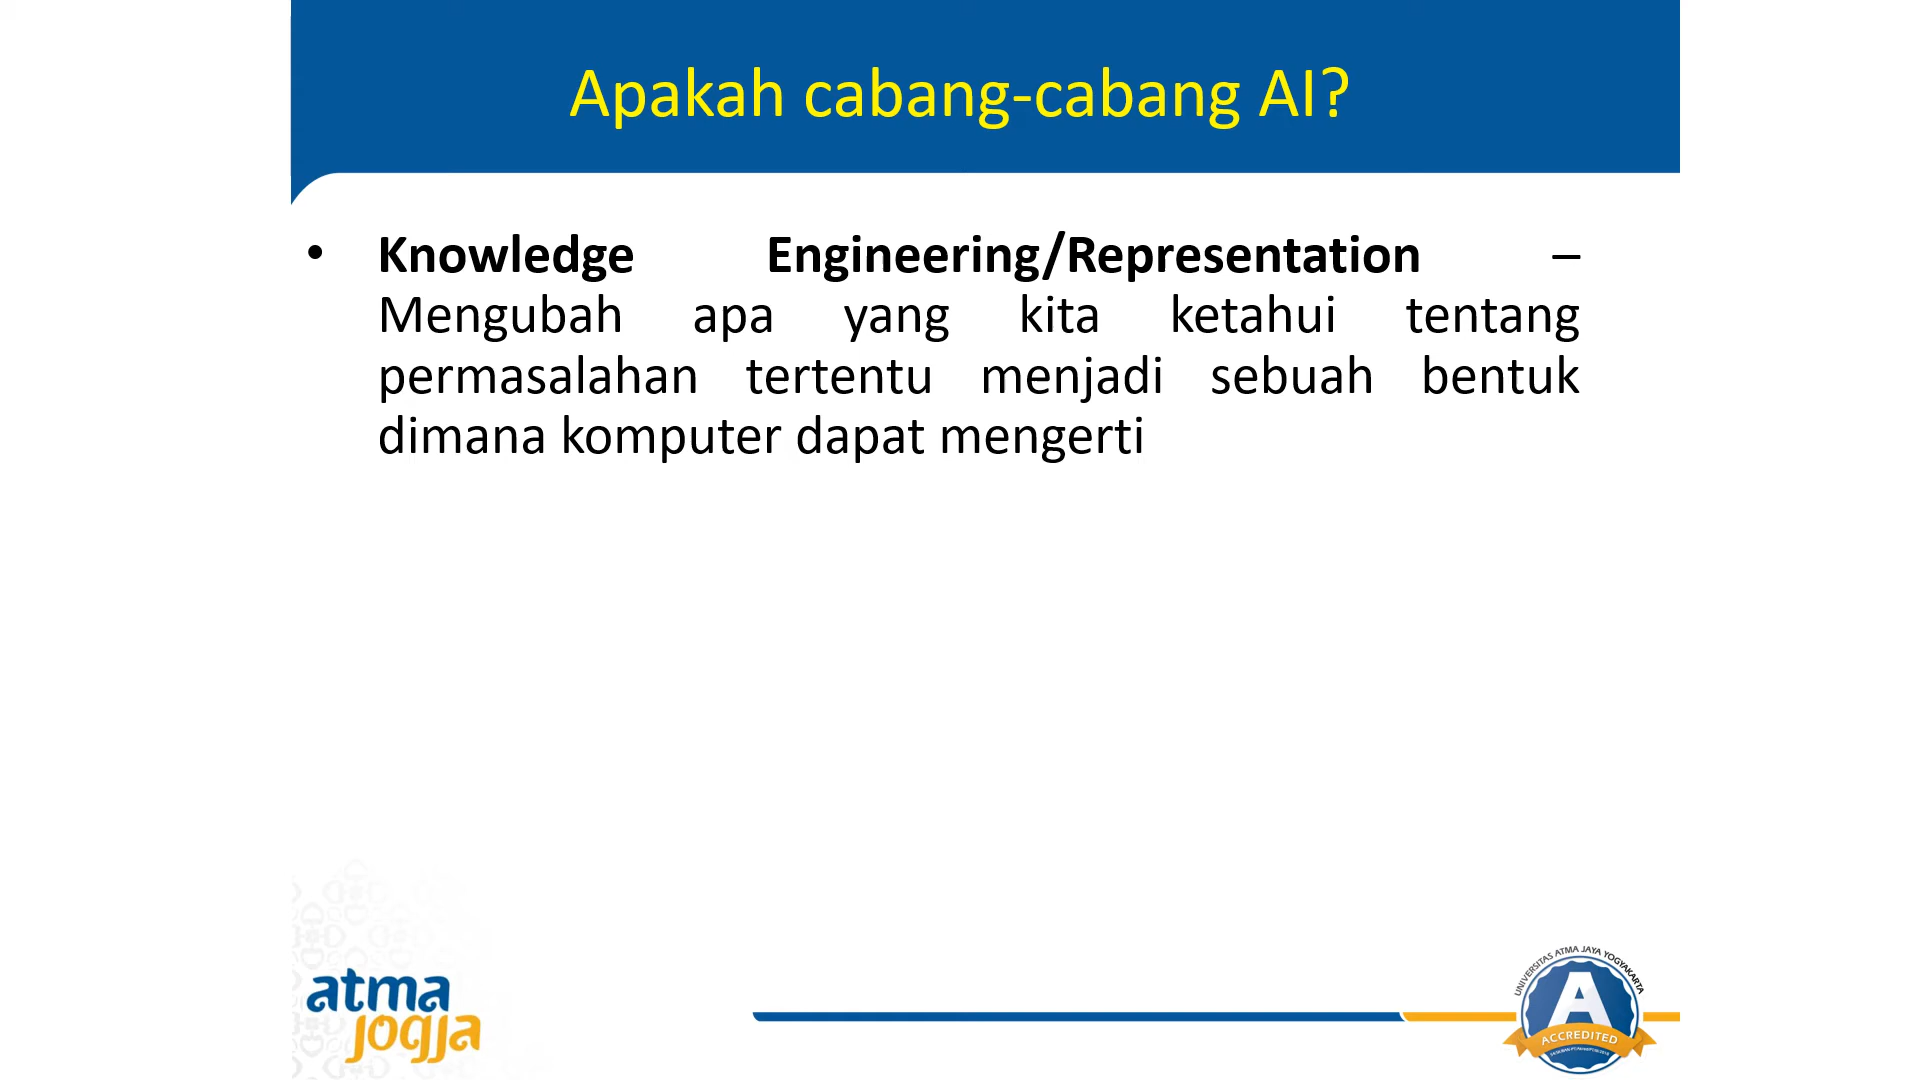 Apakah cabang-cabang AI?
• Knowledge Engineering/Representation –
Mengubah apa yang kita ketahui tentang
permasalahan tertentu menjadi sebuah bentuk
dimana komputer dapat mengerti
atma
jogja
UNIVERSITAS ATMA JAYA YOGYAKARTA
A
ACCREDITED